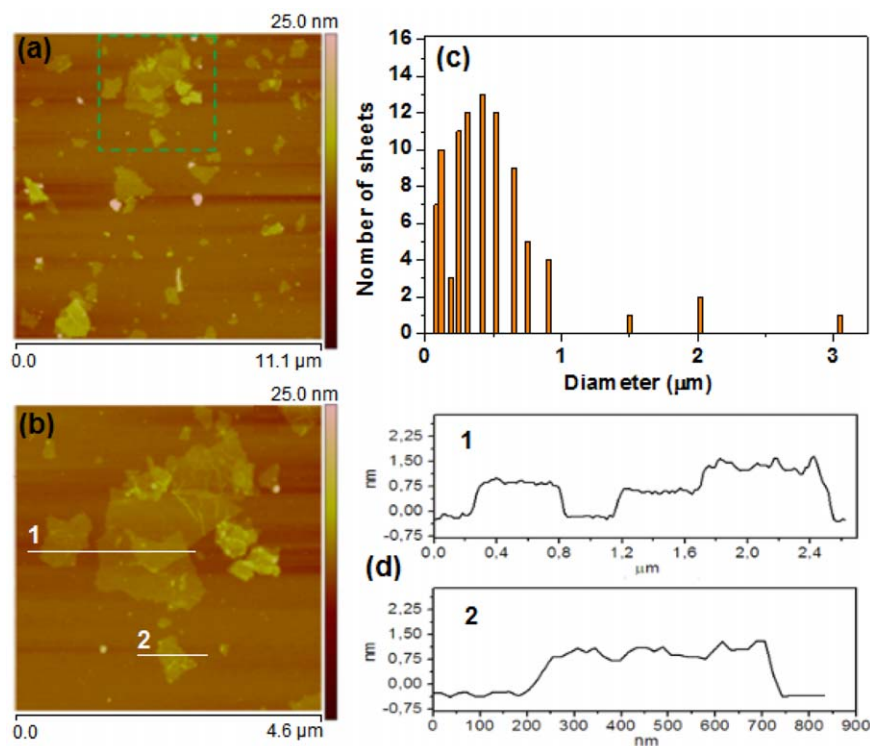 25.0 nm
(a)
0.0
11.1 µm
(c)
16
14
12
10
8
6
4
2
0
Nomber of sheets
0 1 2 3
Diameter (µm)
25.0 nm
(b)
1
2
0.0
4.6 µm
(d)
1
2,25
1,50
0,75
0,00
-0,75
nm
0,0 0,4 0,8 1,2 1,6 2,0 2,4
µm
2
2,25
1,50
0,75
0,00
-0,75
nm
0 100 200 300 400 500 600 700 800 900
nm